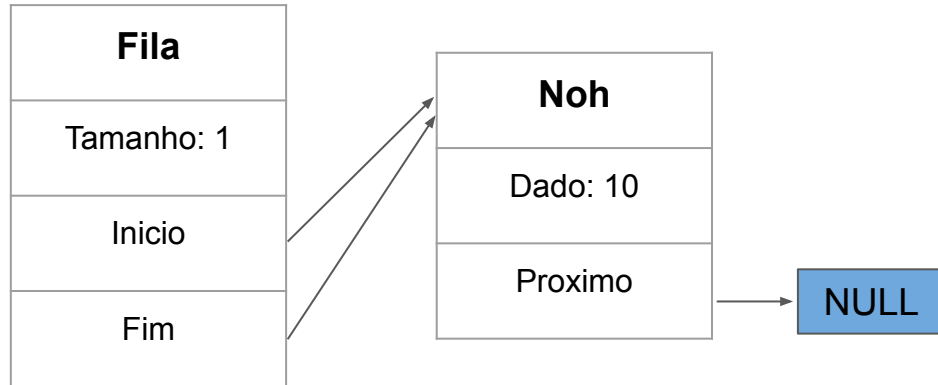 Fila
Tamanho: 1
Inicio
Fim
Noh
Dado: 10
Proximo
NULL